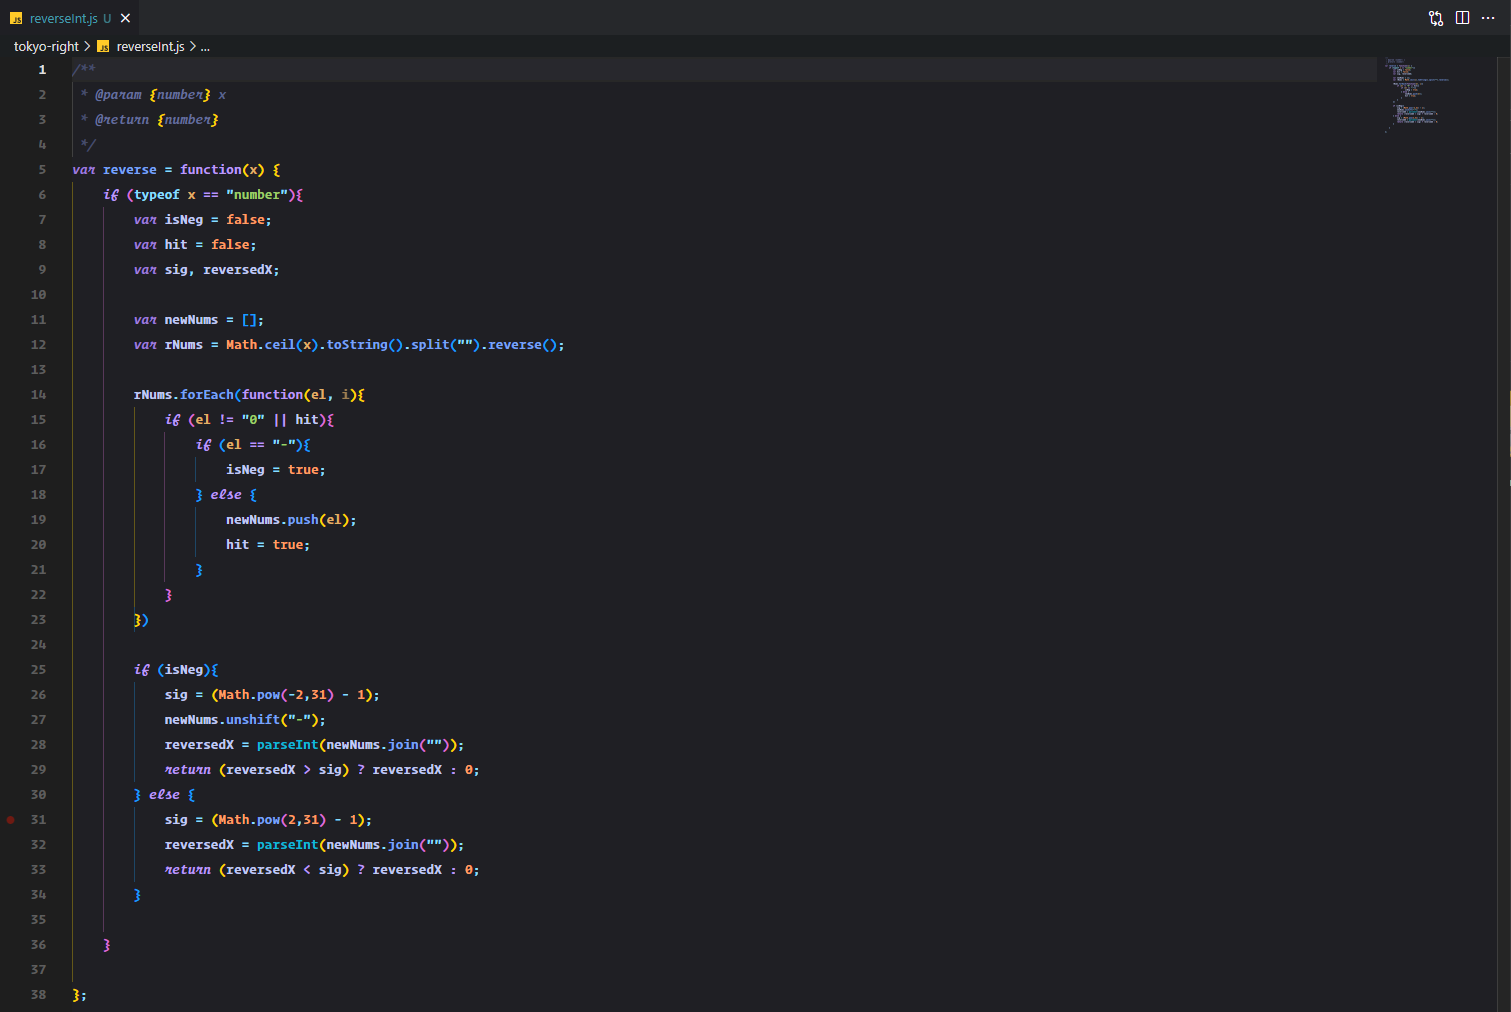 JS reverseInt.js U ×
tokyo-right > JS reverseInt.js > ...
1 /**
2  * @param {number} x
3  * @return {number}
4  */
5 var reverse = function(x) {
6     if (typeof x == "number"){
7         var isNeg = false;
8         var hit = false;
9         var sig, reversedX;
10
11         var newNums = [];
12         var rNums = Math.ceil(x).toString().split("").reverse();
13
14         rNums.forEach(function(el, i){
15             if (el != "0" || hit){
16                 if (el == "-"){
17                     isNeg = true;
18                 } else {
19                     newNums.push(el);
20                     hit = true;
21                 }
22             }
23         })
24
25         if (isNeg){
26             sig = (Math.pow(-2,31) - 1);
27             newNums.unshift("-");
28             reversedX = parseInt(newNums.join(""));
29             return (reversedX > sig) ? reversedX : 0;
30         } else {
31             sig = (Math.pow(2,31) - 1);
32             reversedX = parseInt(newNums.join(""));
33             return (reversedX < sig) ? reversedX : 0;
34         }
35
36     }
37
38 };